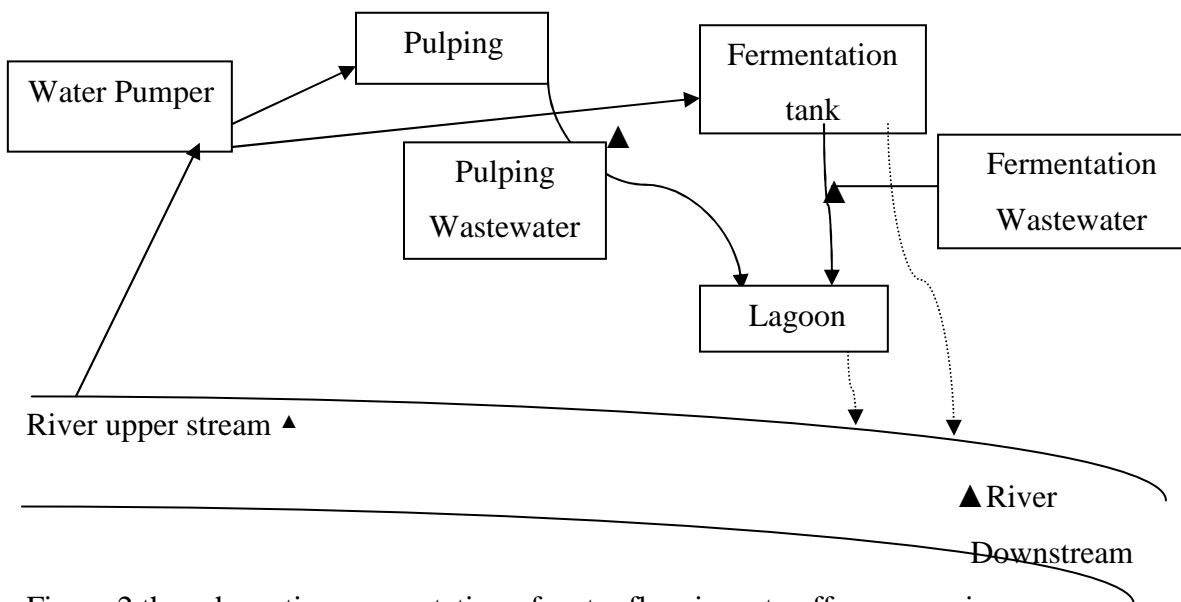 Pulping
Fermentation
tank
Water Pumper
Pulping
Wastewater
Fermentation
Wastewater
Lagoon
River upper stream
River
Downstream